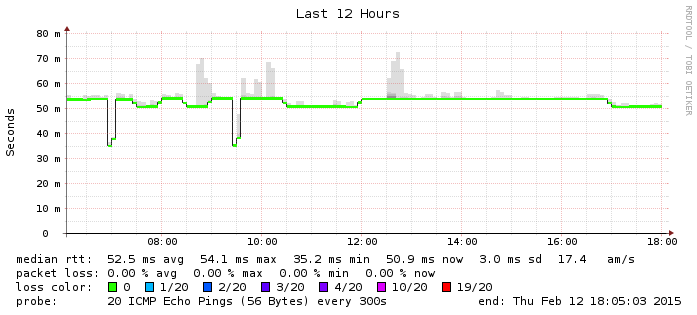 Last 12 Hours
RRDTOOL / TOBI OETIKER
Seconds
80 m
70 m
60 m
50 m
40 m
30 m
20 m
10 m
0
08:00 10:00 12:00 14:00 16:00 18:00
median rtt: 52.5 ms avg 54.1 ms max 35.2 ms min 50.9 ms now 3.0 ms sd 17.4 am/s
packet loss: 0.00 % avg 0.00 % max 0.00 % min 0.00 % now
loss color: 0 1/20 2/20 3/20 4/20 10/20 19/20
probe: 20 ICMP Echo Pings (56 Bytes) every 300s end: Thu Feb 12 18:05:03 2015